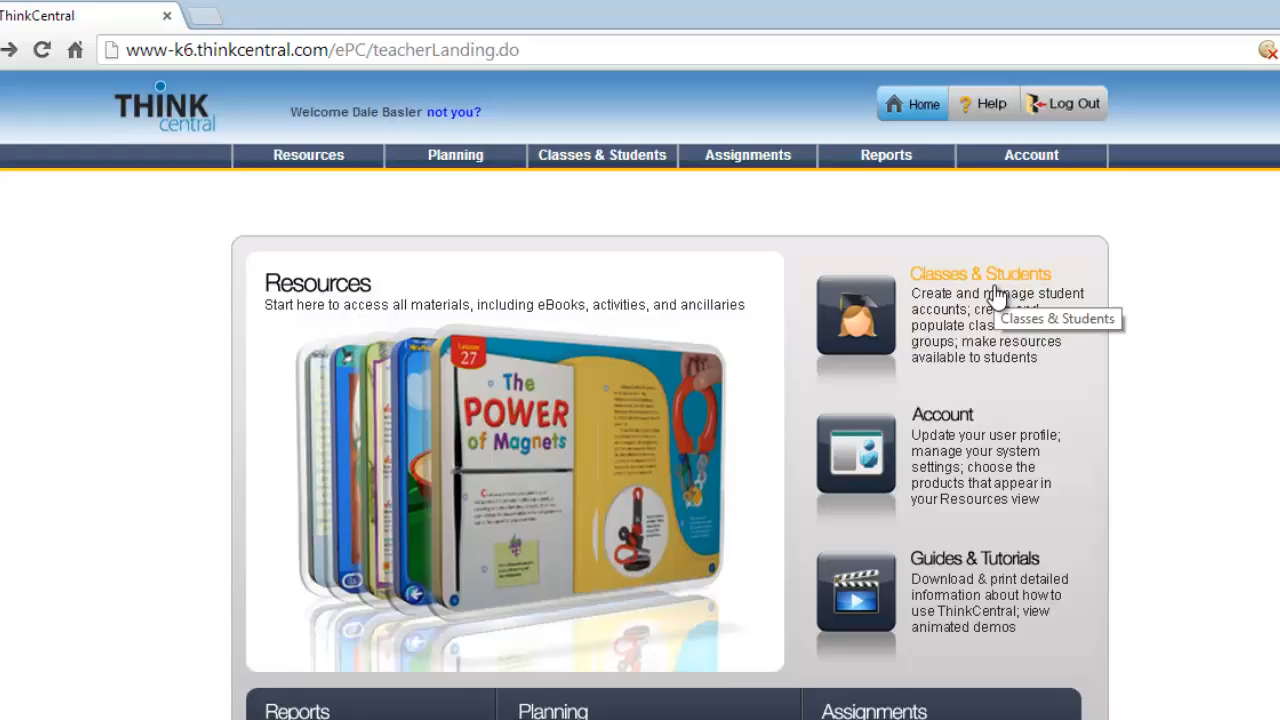 ThinkCentral
www-k6.thinkcentral.com/ePC/teacherLanding.do
THINK
central
Welcome Dale Basler not you?
Home
Help
Log Out
Resources
Planning
Classes & Students
Assignments
Reports
Account
Resources
Start here to access all materials, including eBooks, activities, and ancillaries
Lesson
27
The
POWER
of Magnets
Classes & Students
Create and manage student
accounts;
populate
groups; make resources
available to students
Classes & Students
Account
Update your user profile;
manage your system
settings; choose the
products that appear in
your Resources view
Guides & Tutorials
Download & print detailed
information about how to
use ThinkCentral; view
animated demos
Reports
Planning
Assignments